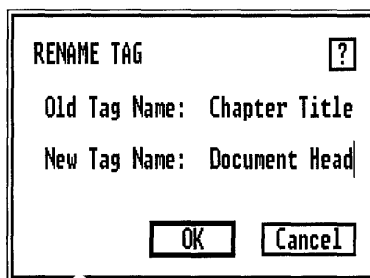 RENAME TAG ?
Old Tag Name: Chapter Title
New Tag Name: Document Head
OK Cancel